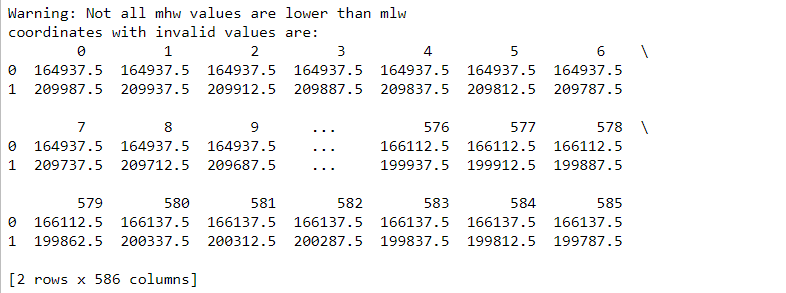 Warning: Not all mhw values are lower than mlw
coordinates with invalid values are:
0 1 2 3 4 5 6 \
0 164937.5 164937.5 164937.5 164937.5 164937.5 164937.5 164937.5
1 209987.5 209937.5 209912.5 209887.5 209837.5 209812.5 209787.5
7 8 9 ... 576 577 578 \
0 164937.5 164937.5 164937.5 ... 166112.5 166112.5 166112.5
1 209737.5 209712.5 209687.5 ... 199937.5 199912.5 199887.5
579 580 581 582 583 584 585
0 166112.5 166137.5 166137.5 166137.5 166137.5 166137.5 166137.5
1 199862.5 200337.5 200312.5 200287.5 199837.5 199812.5 199787.5
[2 rows x 586 columns]